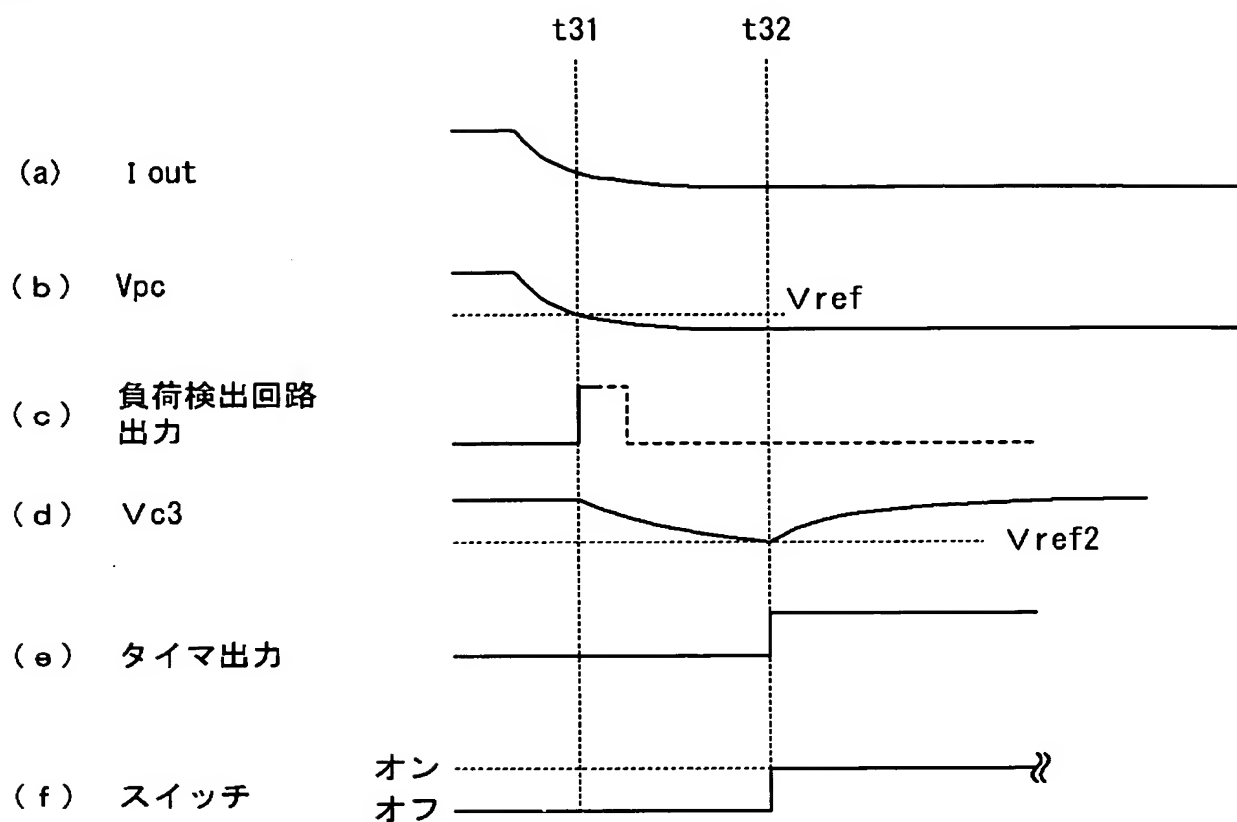 t31 t32
(a) Iout
(b) Vpc
Vref
(c) 負荷検出回路
出力
(d) Vc3
Vref2
(e) タイマ出力
オン
(f) スイッチ
オフ